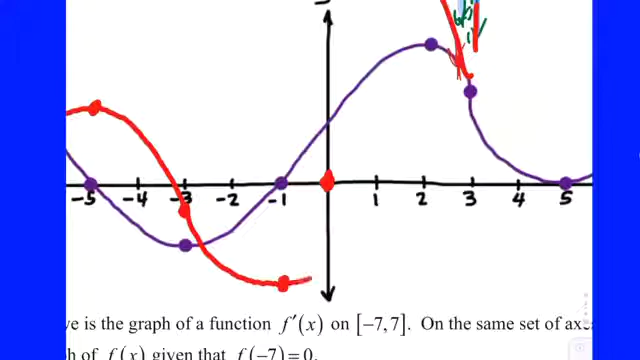 -5 -4 -3 -2 -1 1 2 3 4 5
ve is the graph of a function f′(x) on [−7,7]. On the same set of axes
h of f(x) given that f(−7)=0.